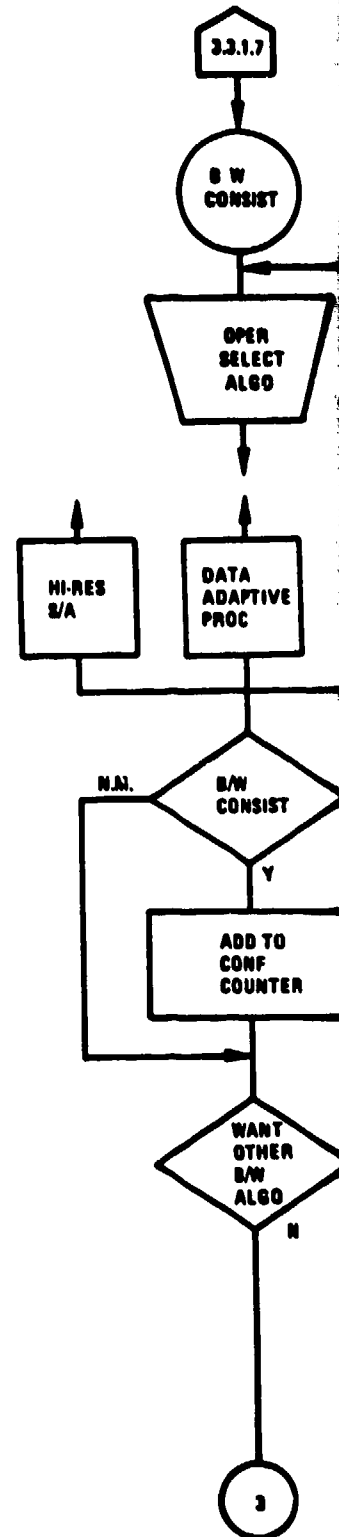 3.3.1.7
B W
CONSIST
OPER
SELECT
ALGO
HI-RES
S/A
DATA
ADAPTIVE
PROC
N.M.
B/W
CONSIST
Y
ADD TO
CONF
COUNTER
WANT
OTHER
B/W
ALGO
N
3